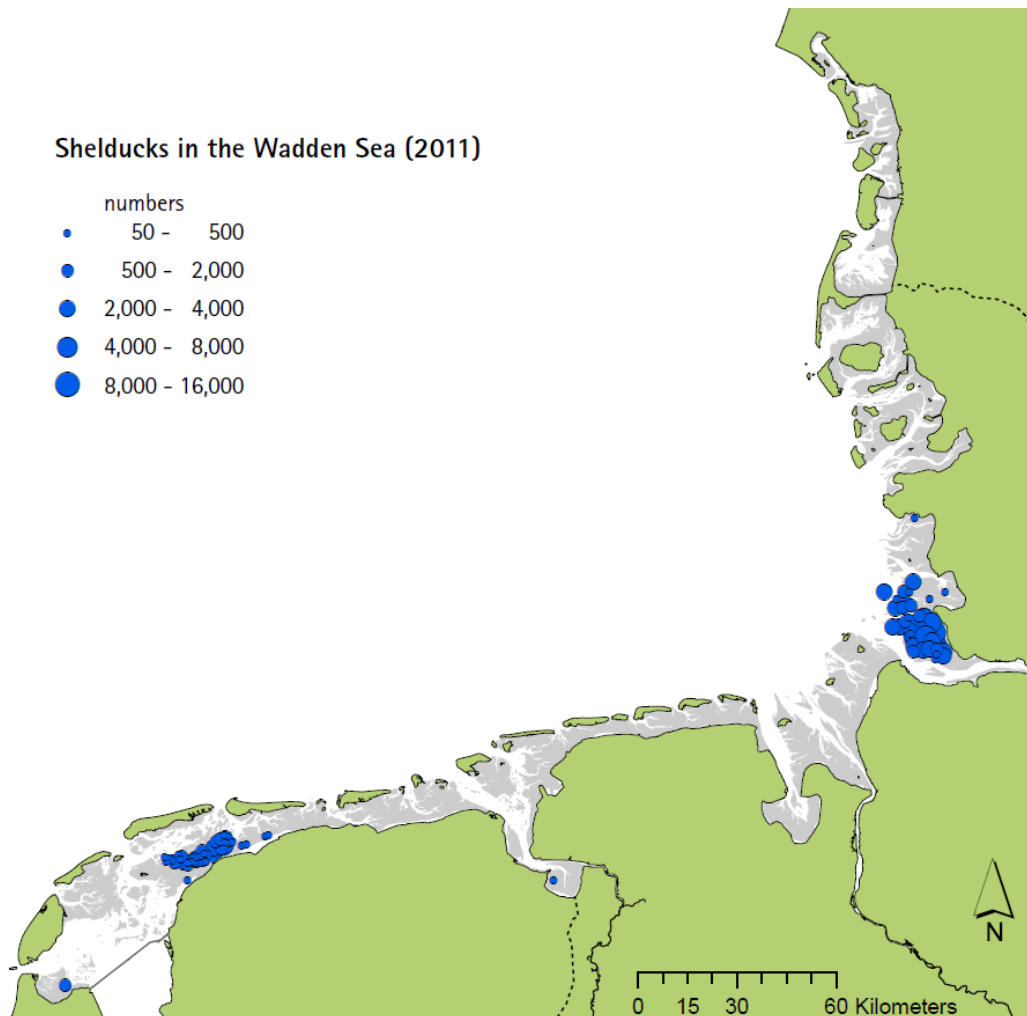 Shelducks in the Wadden Sea (2011)
numbers
50 - 500
500 - 2,000
2,000 - 4,000
4,000 - 8,000
8,000 - 16,000
N
0 15 30 60 Kilometers